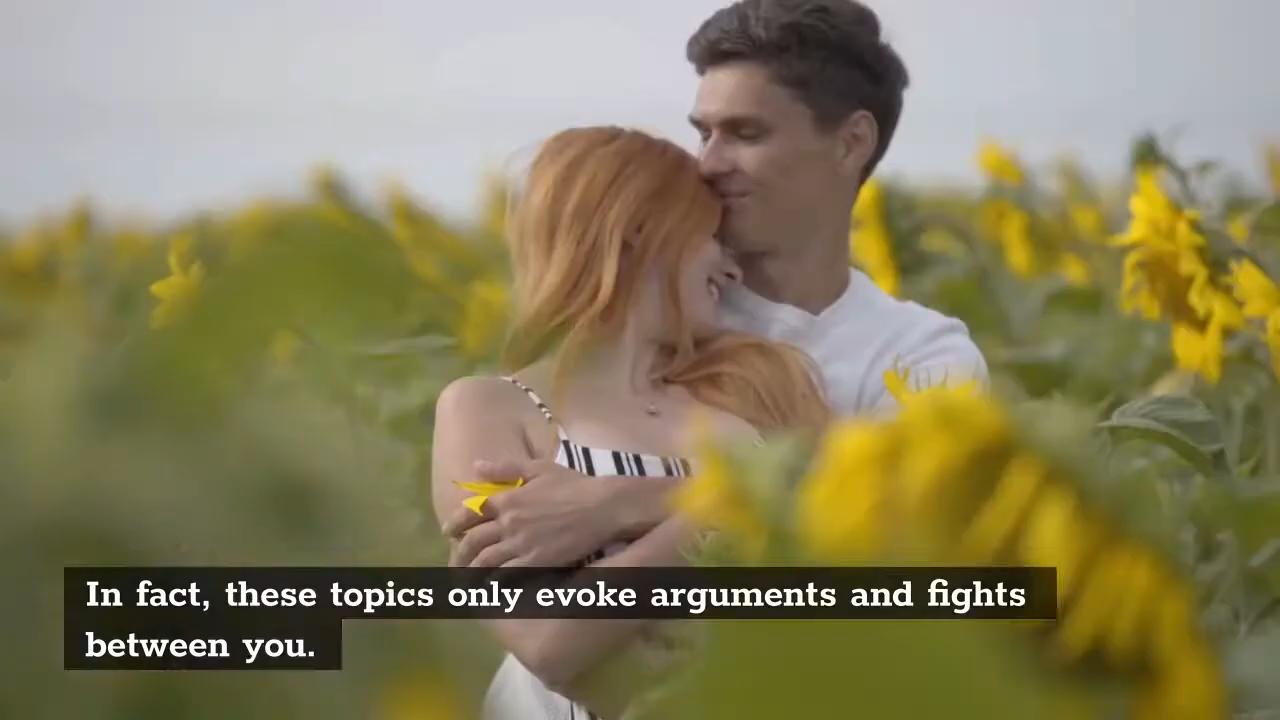 In fact, these topics only evoke arguments and fights
between you.